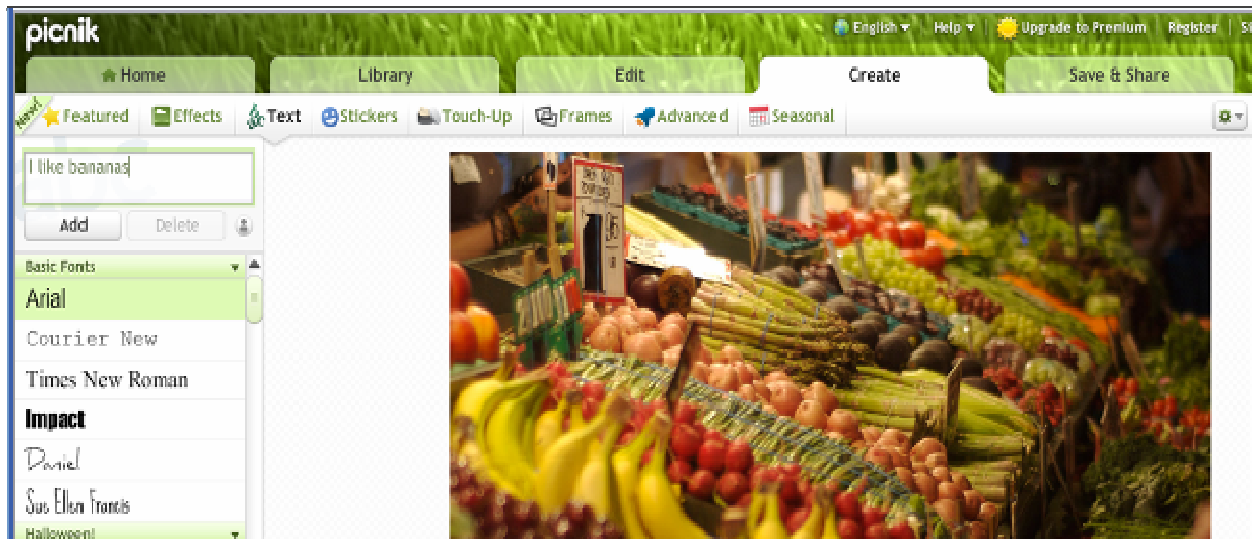 picnik
English
Help
Upgrade to Premium
Register
Home
Library
Edit
Create
Save & Share
New!
Featured
Effects
Text
Stickers
Touch-Up
Frames
Advanced
Seasonal
I like bananas
Add
Delete
Basic Fonts
Arial
Courier New
Times New Roman
Impact
Daniel
Sue Ellen Francis
Halloween!